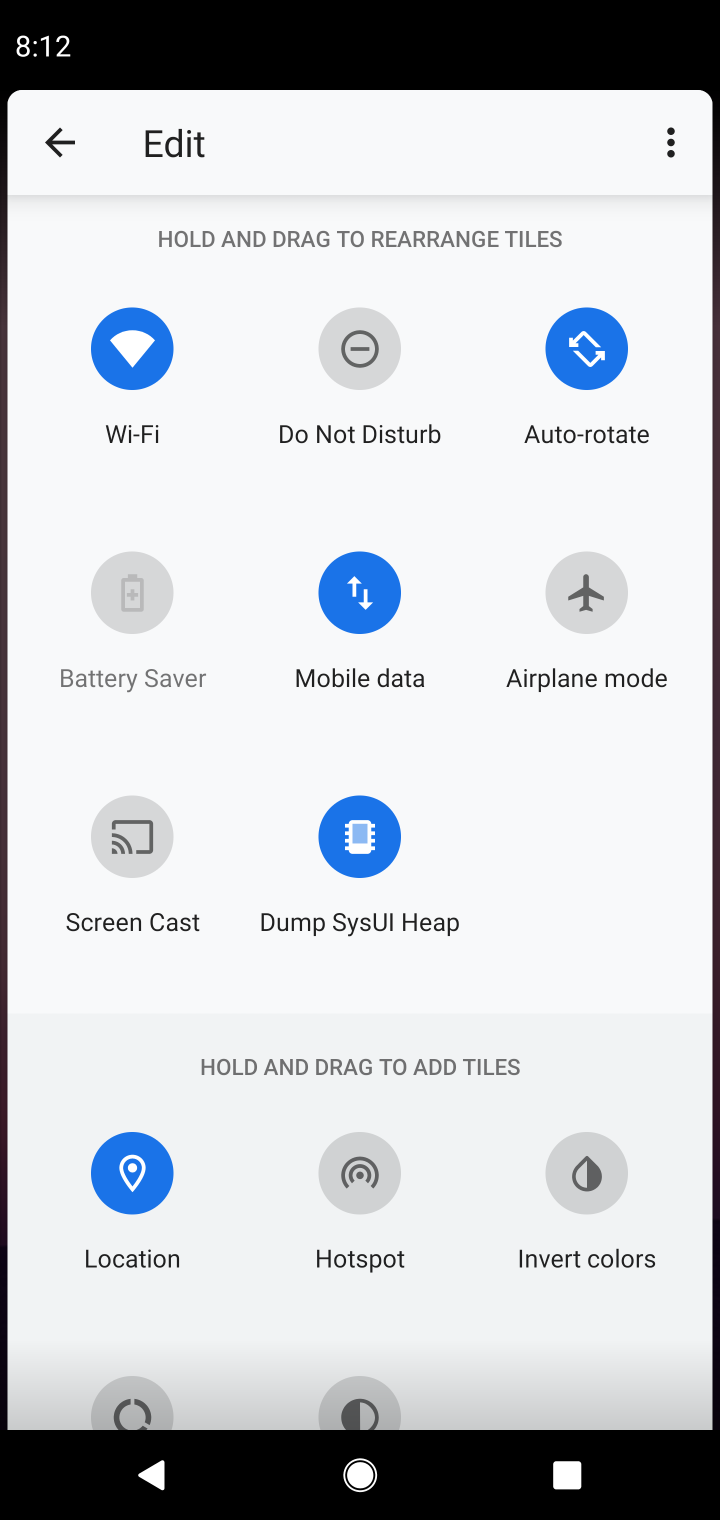 8:12
Edit
HOLD AND DRAG TO REARRANGE TILES
Wi-Fi
Do Not Disturb
Auto-rotate
Battery Saver
Mobile data
Airplane mode
Screen Cast
Dump SysUI Heap
HOLD AND DRAG TO ADD TILES
Location
Hotspot
Invert colors